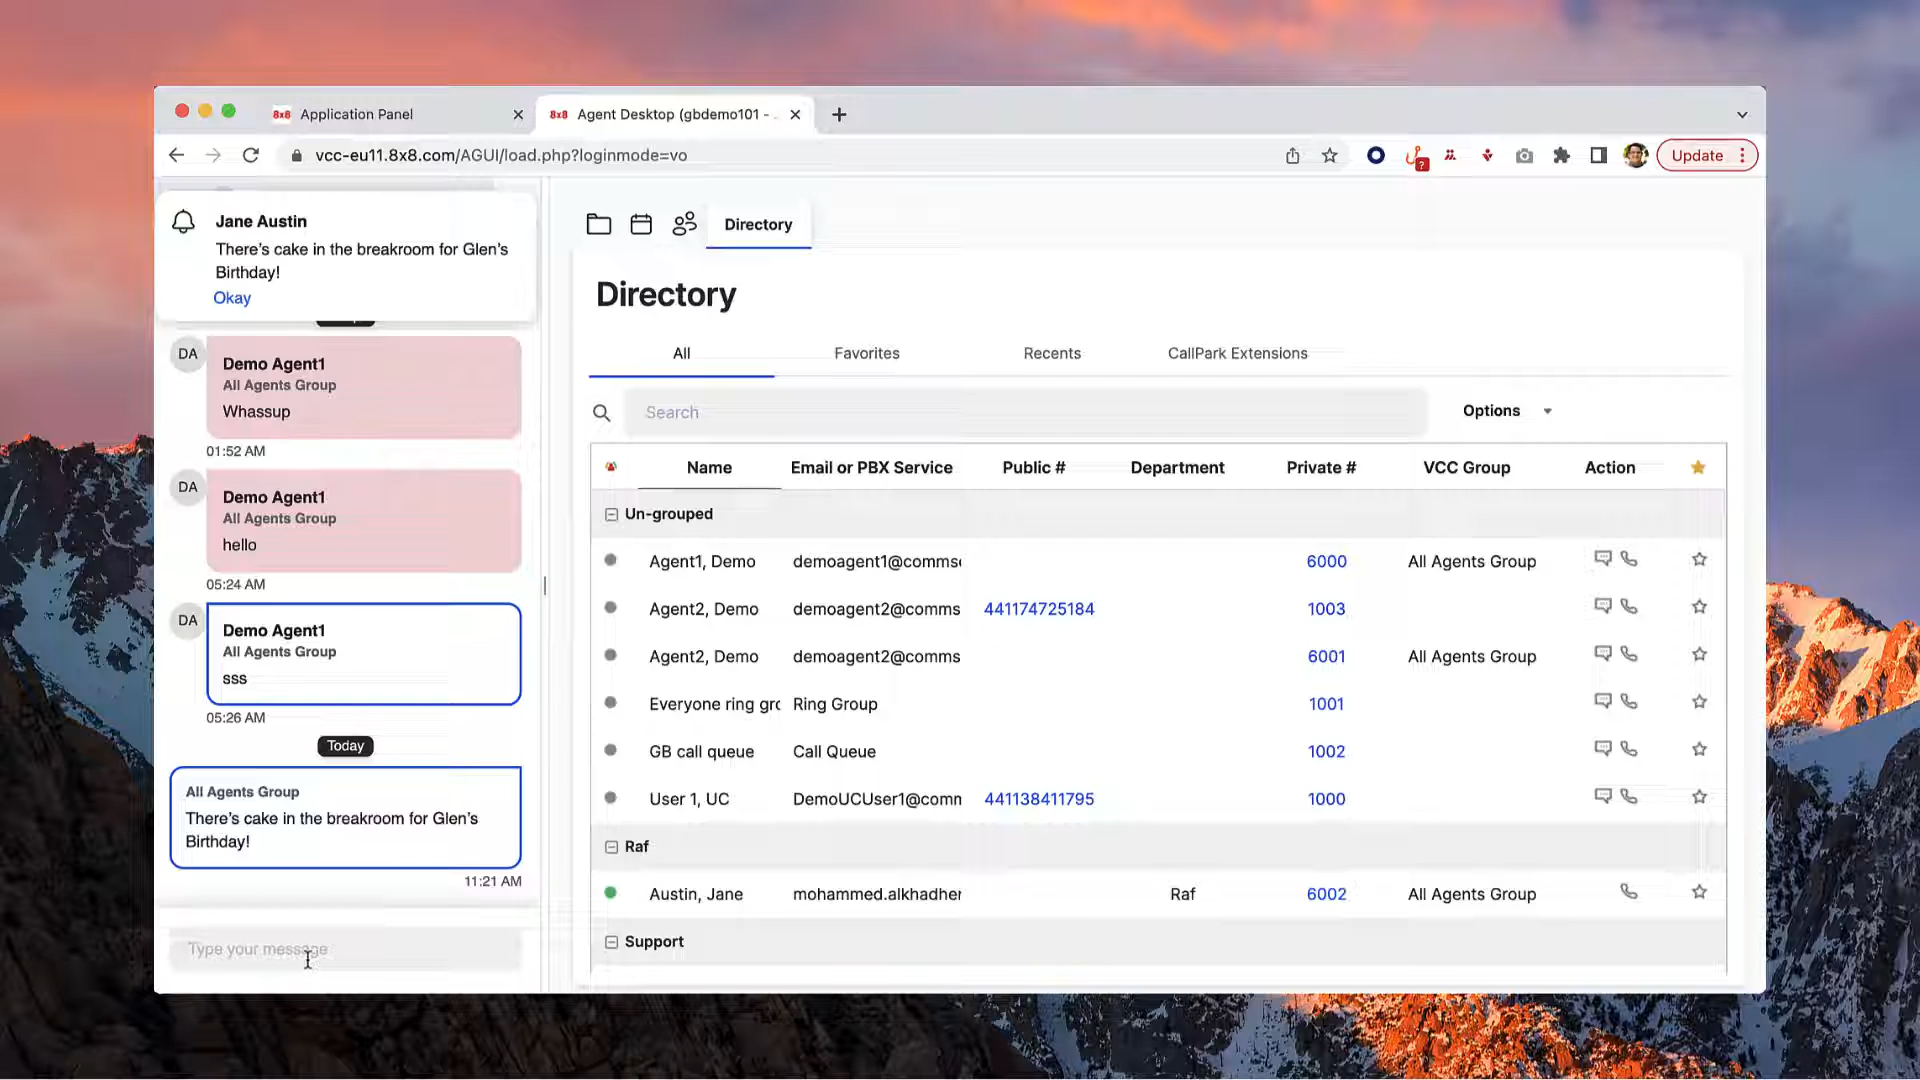 8x8 Application Panel
8x8 Agent Desktop (gbdemo101 -
vcc-eu11.8x8.com/AGUI/load.php?loginmode=vo
?
Update
Jane Austin
There's cake in the breakroom for Glen's
Birthday!
Okay
DA
Demo Agent1
All Agents Group
Whassup
01:52 AM
DA
Demo Agent1
All Agents Group
hello
05:24 AM
DA
Demo Agent1
All Agents Group
sss
05:26 AM
Today
All Agents Group
There's cake in the breakroom for Glen's
Birthday!
11:21 AM
Type your message
Directory
Directory
All Favorites Recents CallPark Extensions
Search
Options
Name Email or PBX Service Public # Department Private # VCC Group Action
Un-grouped
Agent1, Demo demoagent1@comms 6000 All Agents Group
Agent2, Demo demoagent2@comms 441174725184 1003
Agent2, Demo demoagent2@comms 6001 All Agents Group
Everyone ring grc Ring Group 1001
GB call queue Call Queue 1002
User 1, UC DemoUCUser1@comn 441138411795 1000
Raf
Austin, Jane mohammed.alkhadher Raf 6002 All Agents Group
Support